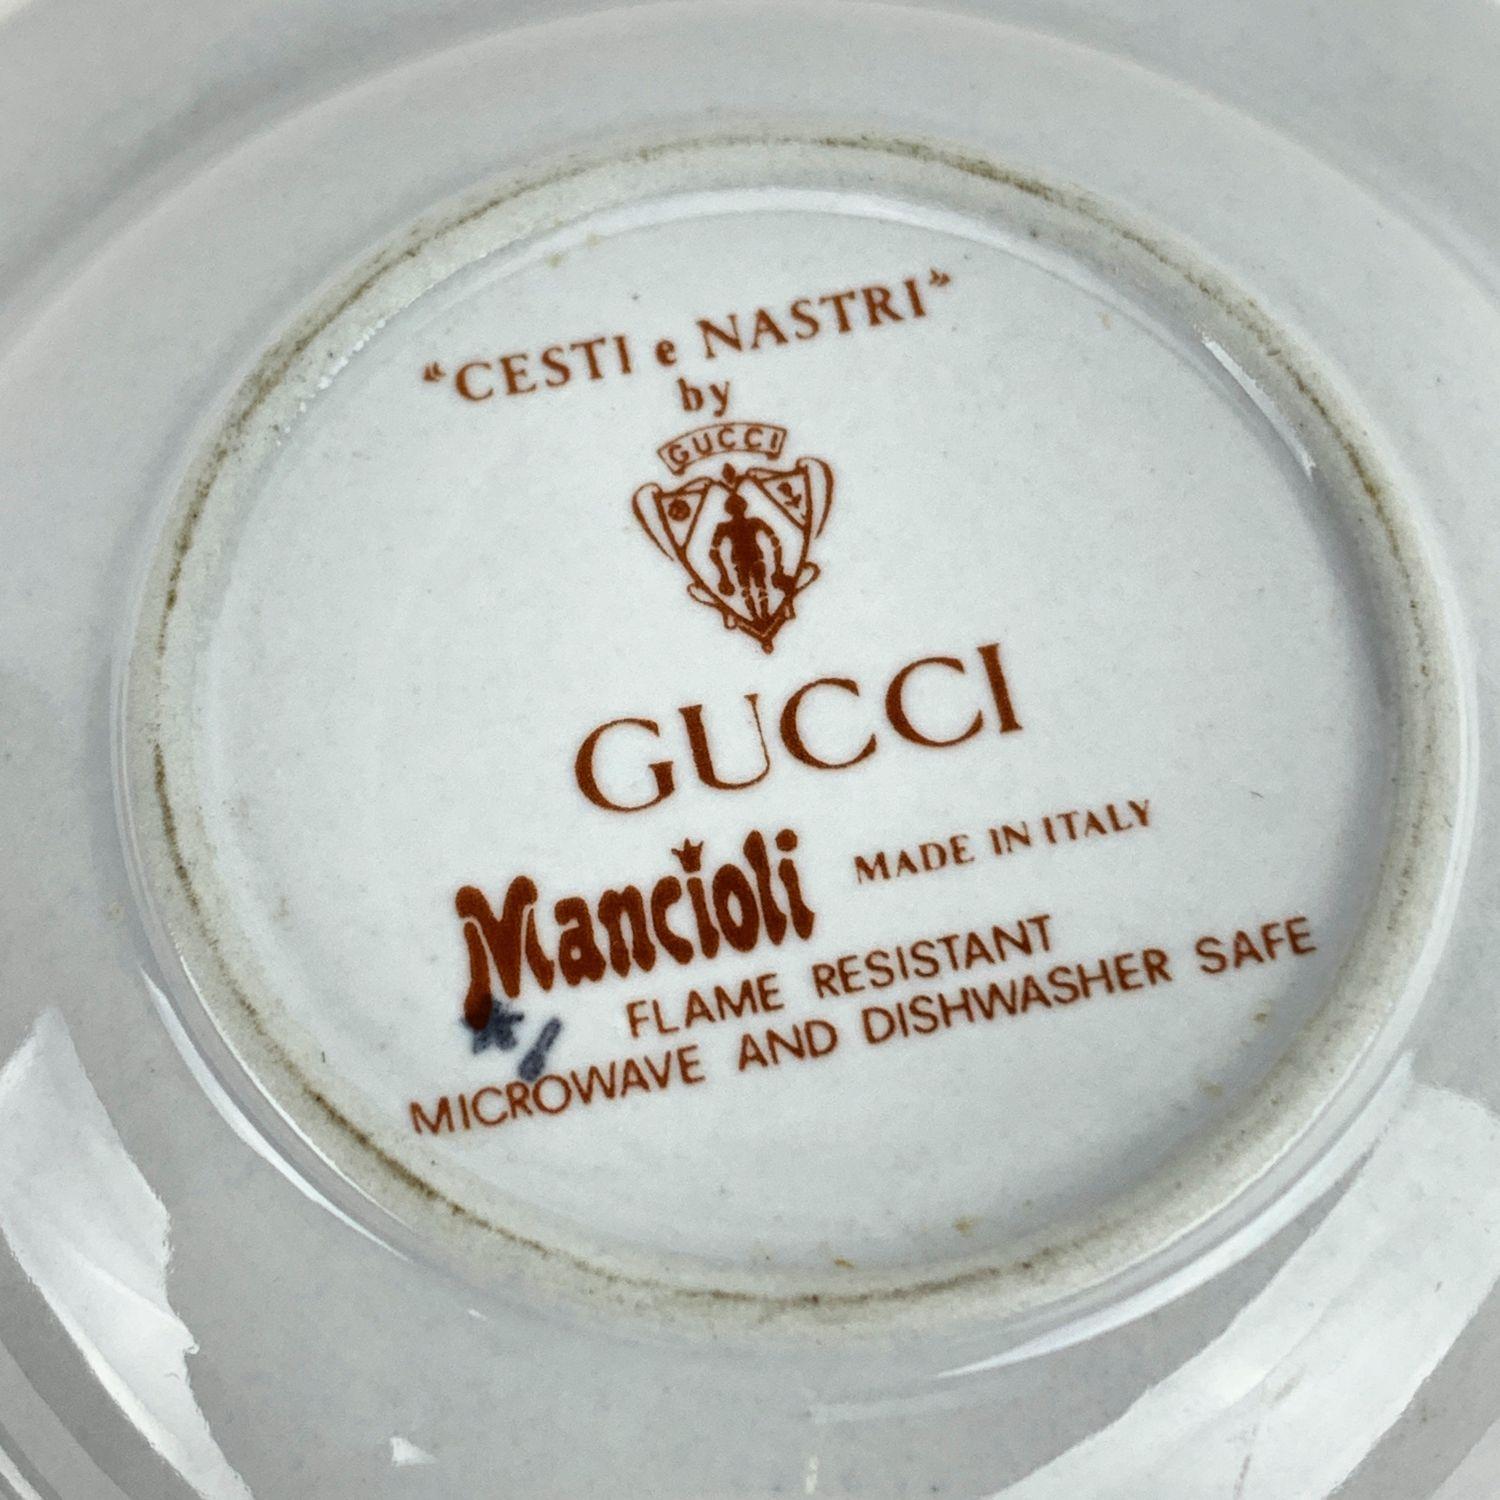 “CESTI e NASTRI”
by
GUCCI
GUCCI
Mancioli MADE IN ITALY
FLAME RESISTANT
MICROWAVE AND DISHWASHER SAFE